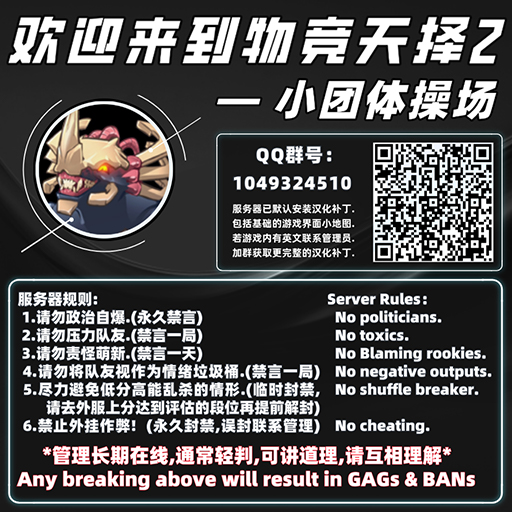 欢迎来到物竞天择2
— 小团体操场
QQ群号：
1049324510
服务器已默认安装汉化补丁.
包括基础的游戏界面小地图.
若游戏内有英文联系管理员.
加群获取更完整的汉化补丁.
服务器规则:
1.请勿政治自爆.(永久禁言)
2.请勿压力队友.(禁言一局)
3.请勿责怪萌新.(禁言一天)
4.请勿将队友视作为情绪垃圾桶.(禁言一局)
5.尽力避免低分高能乱杀的情形.(临时封禁,
请去外服上分达到评估的段位再提前解封)
6.禁止外挂作弊！(永久封禁,误封联系管理)
Server Rules:
No politicians.
No toxics.
No Blaming rookies.
No negative outputs.
No shuffle breaker.
No cheating.
*管理长期在线,通常轻判,可讲道理,请互相理解*
Any breaking above will result in GAGs & BANs